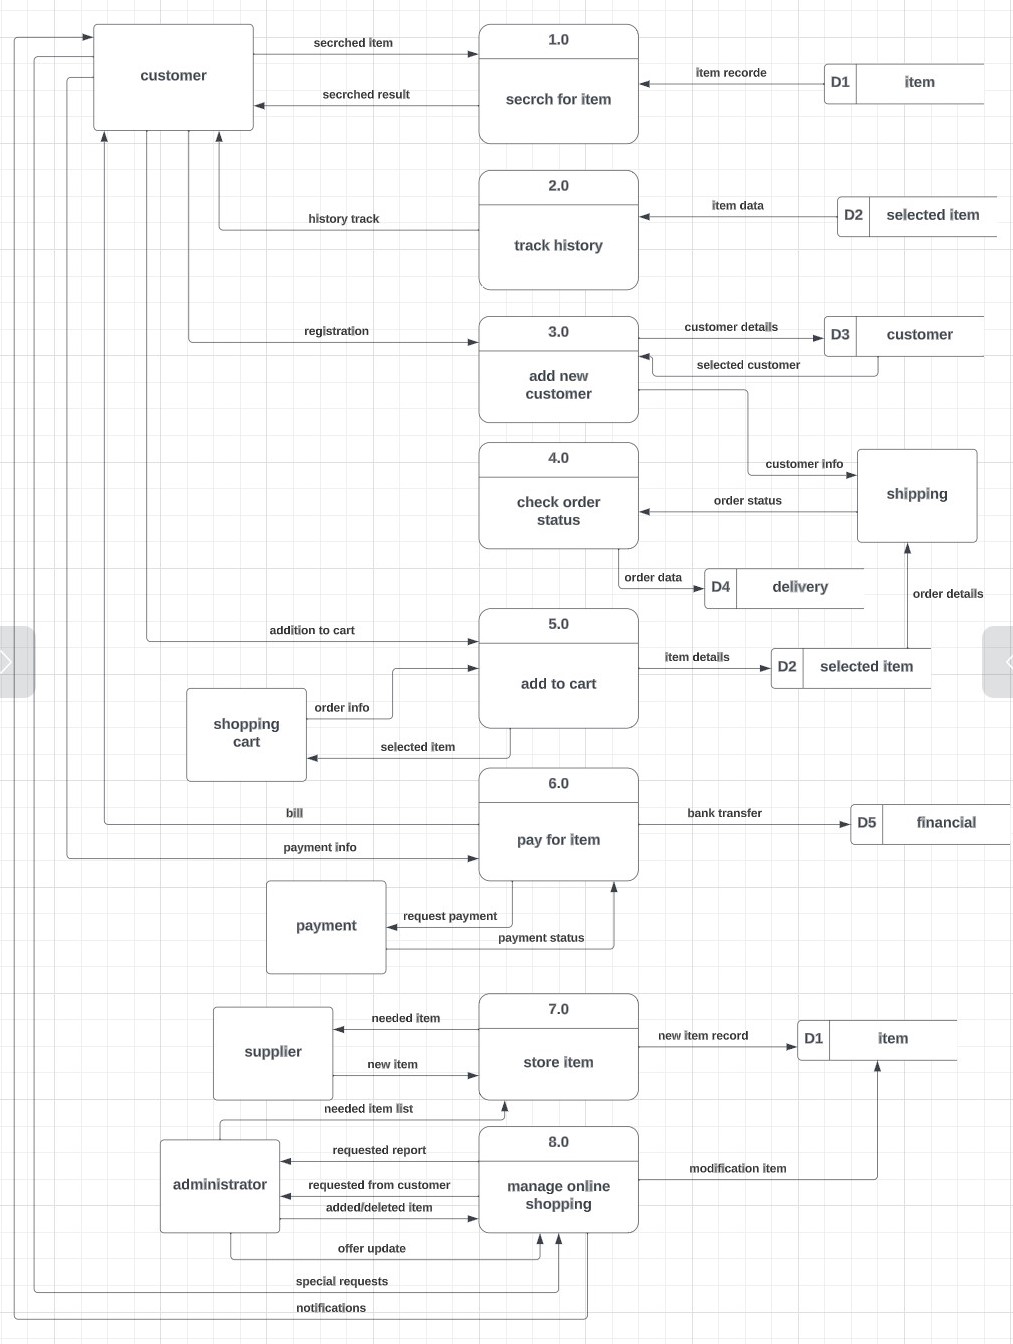 customer
secrched item
1.0
secrch for item
item recorde
D1
item
secrched result
2.0
track history
item data
D2
selected item
history track
registration
3.0
add new
customer
customer details
D3
customer
selected customer
4.0
check order
status
customer info
shipping
order status
order data
D4
delivery
order details
addition to cart
5.0
add to cart
item details
D2
selected item
order info
shopping
cart
selected item
6.0
pay for item
bill
bank transfer
D5
financial
payment info
payment
request payment
payment status
7.0
store item
needed item
supplier
new item
new item record
D1
item
needed item list
administrator
8.0
manage online
shopping
requested report
requested from customer
added/deleted item
modification item
offer update
special requests
notifications